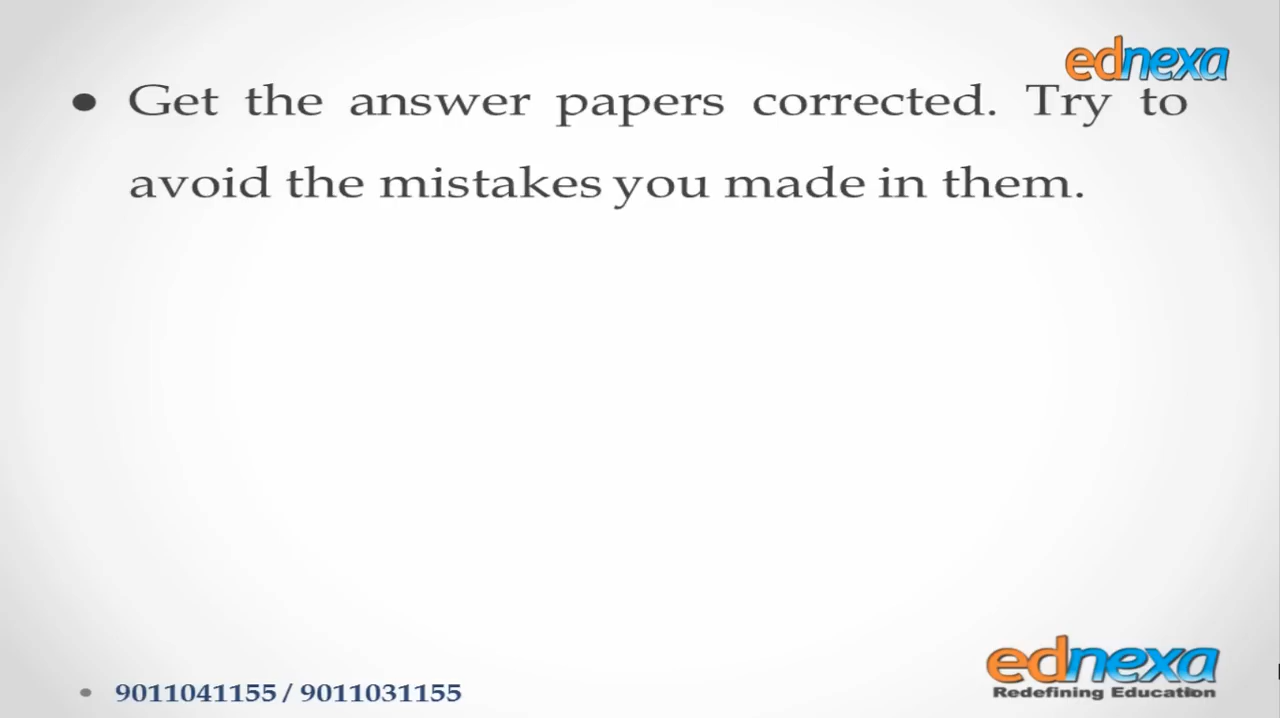 ednexa
● Get the answer papers corrected. Try to
avoid the mistakes you made in them.
ednexa
Redefining Education
• 9011041155 / 9011031155